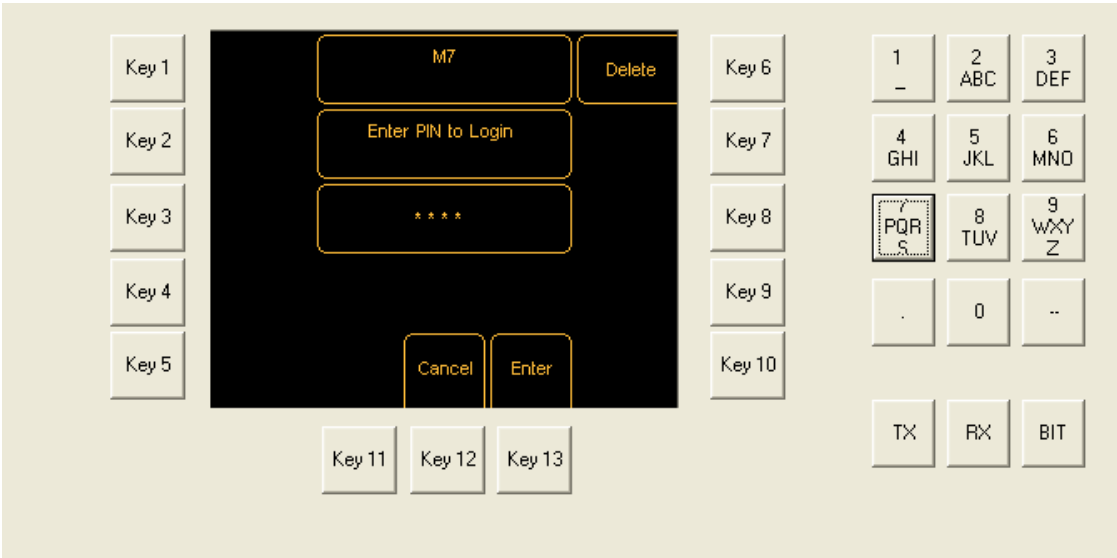 Key 1
Key 2
Key 3
Key 4
Key 5
M7
Delete
Enter PIN to Login
* * * *
Cancel
Enter
Key 6
Key 7
Key 8
Key 9
Key 10
Key 11
Key 12
Key 13
1
_
2
ABC
3
DEF
4
GHI
5
JKL
6
MNO
7
PQR
S
8
TUV
9
WXY
Z
.
0
--
TX
RX
BIT